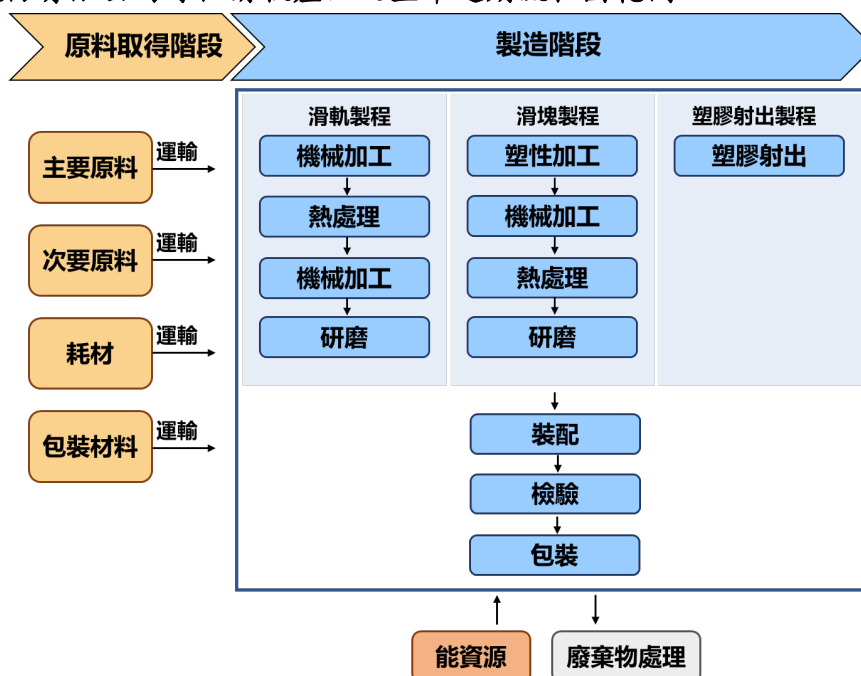 原料取得階段
製造階段
滑軌製程
滑塊製程
塑膠射出製程
主要原料
運輸
機械加工
塑性加工
塑膠射出
熱處理
機械加工
次要原料
運輸
機械加工
熱處理
耗材
運輸
研磨
研磨
包裝材料
運輸
裝配
檢驗
包裝
能資源
廢棄物處理